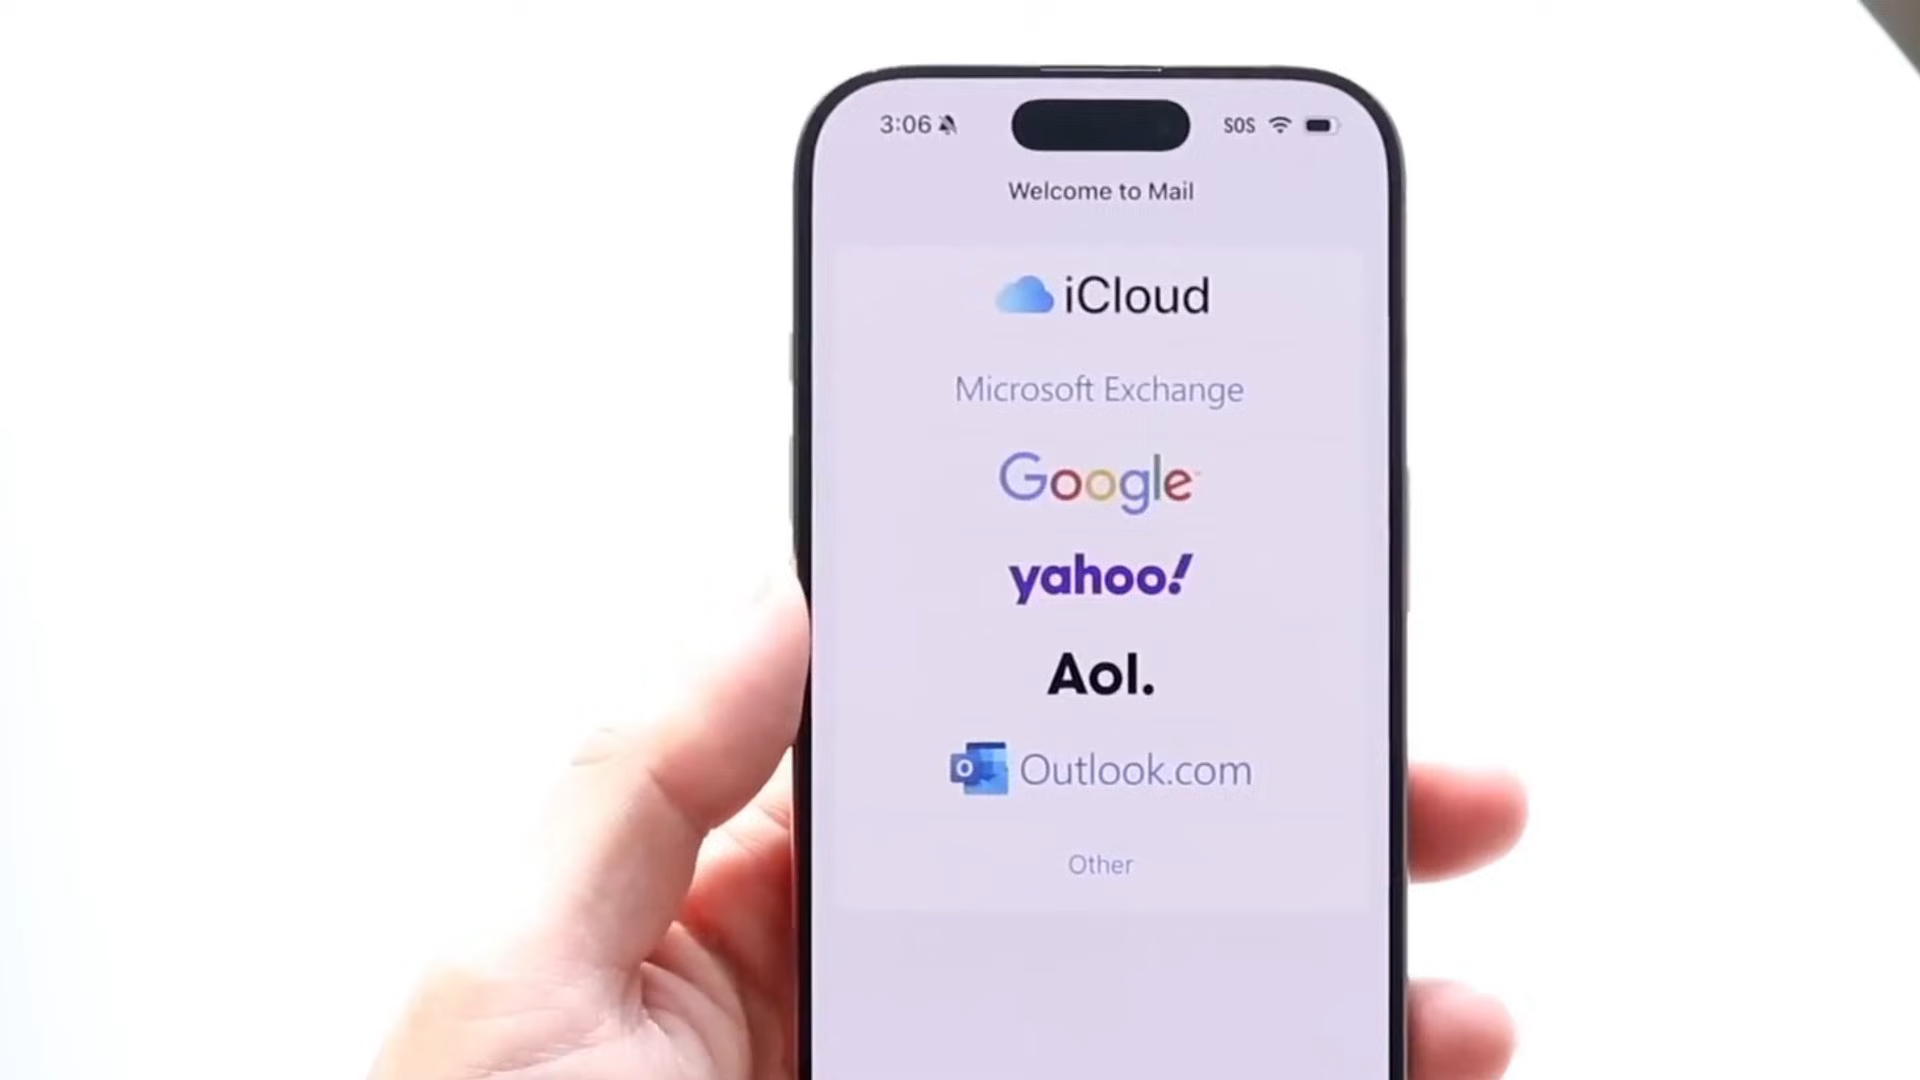 3:06 SOS
Welcome to Mail
iCloud
Microsoft Exchange
Google
yahoo!
Aol.
Outlook.com
Other